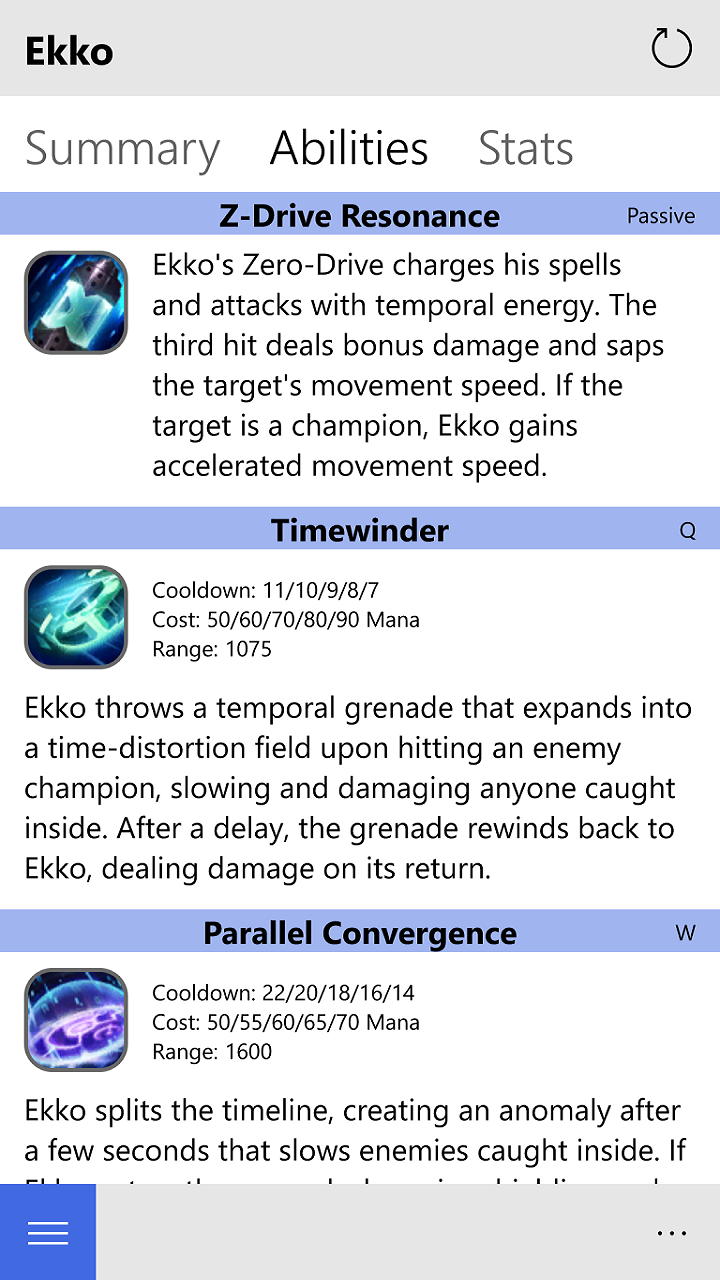 Ekko
Summary Abilities Stats
Z-Drive Resonance Passive
Ekko's Zero-Drive charges his spells
and attacks with temporal energy. The
third hit deals bonus damage and saps
the target's movement speed. If the
target is a champion, Ekko gains
accelerated movement speed.
Timewinder Q
Cooldown: 11/10/9/8/7
Cost: 50/60/70/80/90 Mana
Range: 1075
Ekko throws a temporal grenade that expands into
a time-distortion field upon hitting an enemy
champion, slowing and damaging anyone caught
inside. After a delay, the grenade rewinds back to
Ekko, dealing damage on its return.
Parallel Convergence W
Cooldown: 22/20/18/16/14
Cost: 50/55/60/65/70 Mana
Range: 1600
Ekko splits the timeline, creating an anomaly after
a few seconds that slows enemies caught inside. If